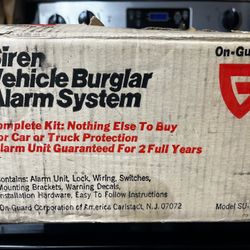 Siren
Vehicle Burglar
Alarm System
On-Gu
Complete Kit: Nothing Else To Buy
For Car or Truck Protection
Alarm Unit Guaranteed For 2 Full Years
Contains: Alarm Unit, Lock, Wiring, Switches,
Mounting Brackets, Warning Decals,
Installation Hardware, Easy To Follow Instructions
On-Guard Corporation of America Carlstadt, N.J. 07072
Model SU-